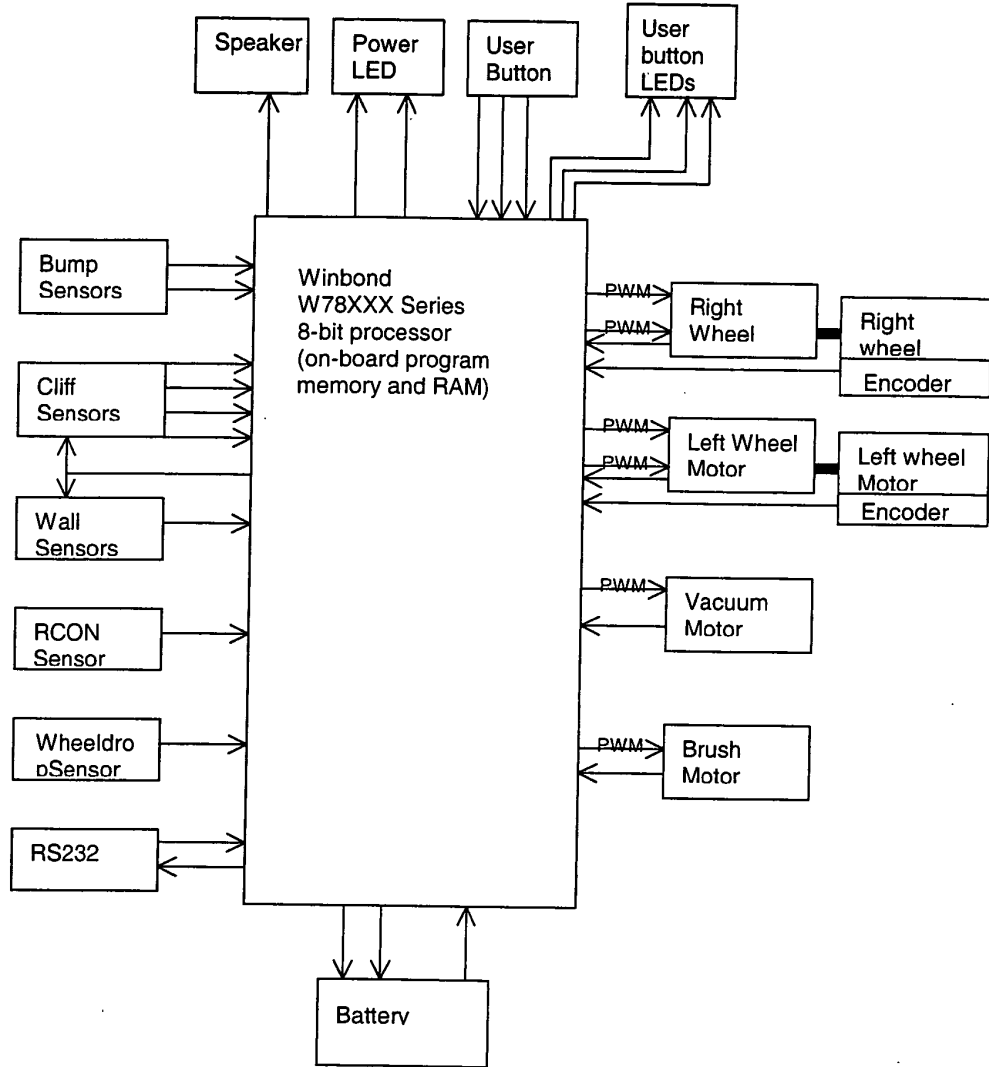 Speaker
Power
LED
User
Button
User
button
LEDs
Bump
Sensors
Winbond
W78XXX Series
8-bit processor
(on-board program
memory and RAM)
PWM
PWM
Right
Wheel
Right
wheel
Encoder
Cliff
Sensors
PWM
PWM
Left Wheel
Motor
Left wheel
Motor
Encoder
Wall
Sensors
PWM
Vacuum
Motor
RCON
Sensor
Wheeldro
pSensor
PWM
Brush
Motor
RS232
Battery